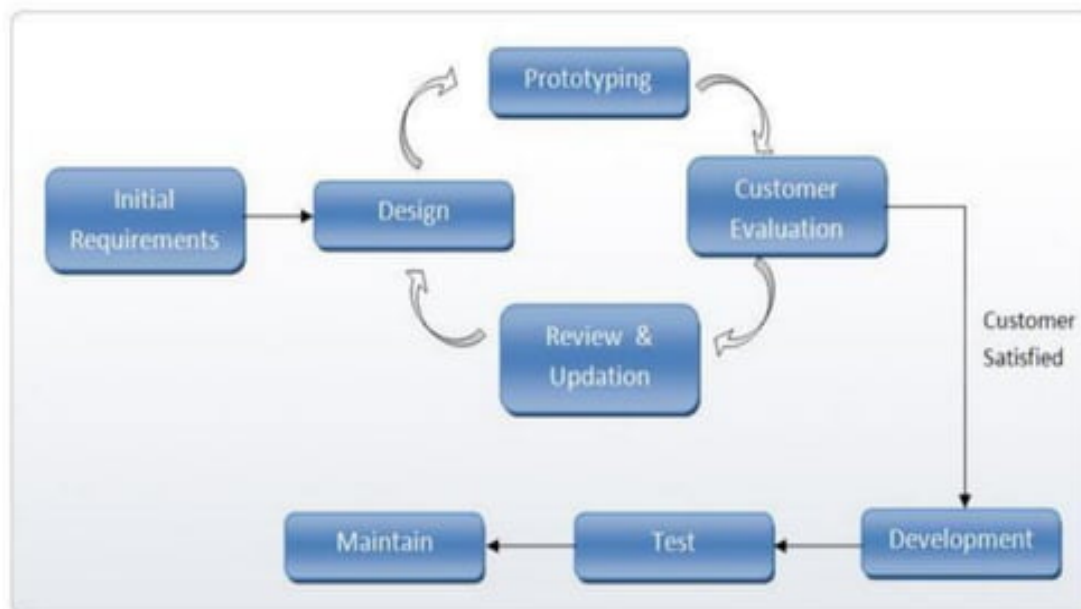 Prototyping
Initial
Requirements
Design
Customer
Evaluation
Review &
Updation
Customer
Satisfied
Maintain
Test
Development